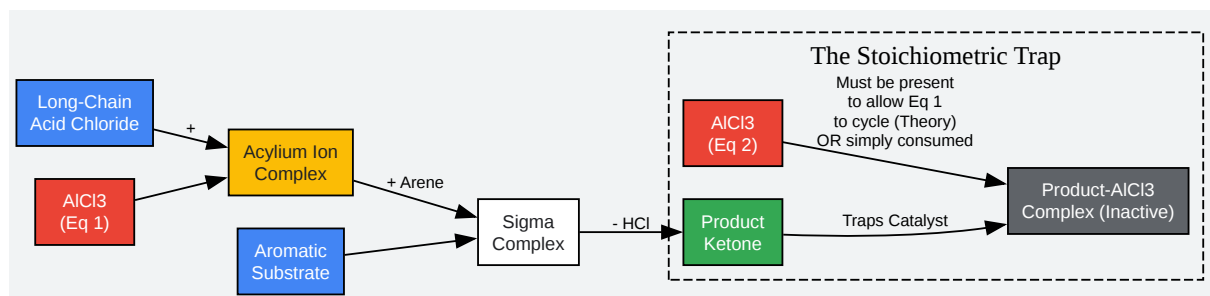 The Stoichiometric Trap
Long-Chain
Acid Chloride
+
AlCl3
(Eq 1)
Acylium Ion
Complex
+ Arene
Aromatic
Substrate
Sigma
Complex
- HCl
AlCl3
(Eq 2)
Must be present
to allow Eq 1
to cycle (Theory)
OR simply consumed
Product
Ketone
Traps Catalyst
Product-AlCl3
Complex (Inactive)